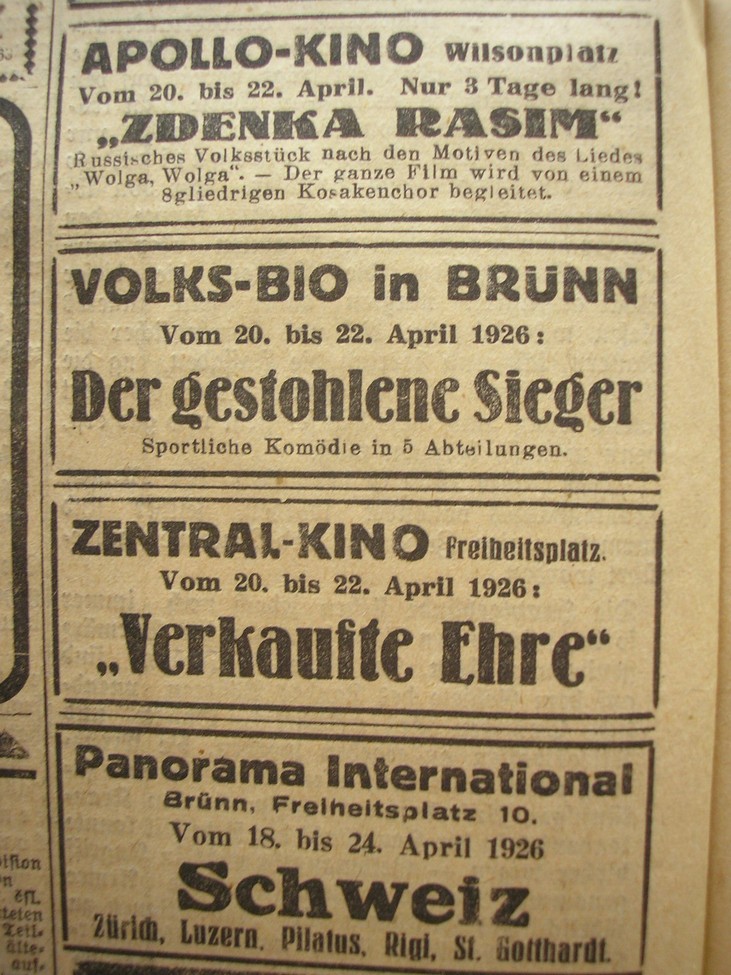 APOLLO-KINO Wilsonplatz
Vom 20. bis 22. April. Nur 3 Tage lang!
„ZDENKA RASIM“
Russisches Volksstück nach den Motiven des Liedes
„Wolga, Wolga“. — Der ganze Film wird von einem
8gliedrigen Kosakenchor begleitet.
VOLKS-BIO in BRÜNN
Vom 20. bis 22. April 1926:
Der gestohlene Sieger
Sportliche Komödie in 5 Abteilungen.
ZENTRAL-KINO Freiheitsplatz.
Vom 20. bis 22. April 1926:
„Verkaufte Ehre“
Panorama International
Brünn, Freiheitsplatz 10.
Vom 18. bis 24. April 1926
Schweiz
Zürich, Luzern, Pilatus, Rigi, St. Gotthardt.